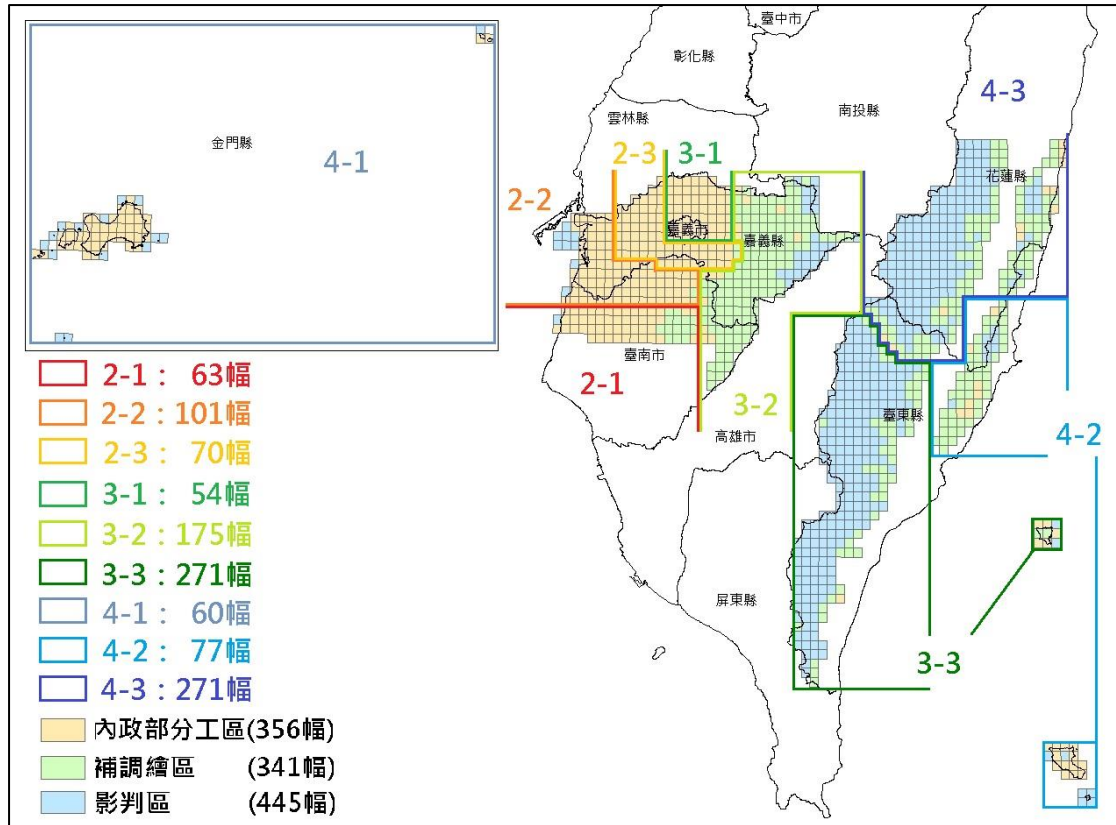 臺中市
彰化縣
南投縣
4-3
雲林縣
金門縣
4-1
2-3
3-1
花蓮縣
2-2
嘉義市
嘉義縣
臺南市
2-1
3-2
臺東縣
高雄市
4-2
屏東縣
3-3
2-1： 63幅
2-2：101幅
2-3： 70幅
3-1： 54幅
3-2：175幅
3-3：271幅
4-1： 60幅
4-2： 77幅
4-3：271幅
內政部分工區(356幅)
補調繪區 (341幅)
影判區 (445幅)